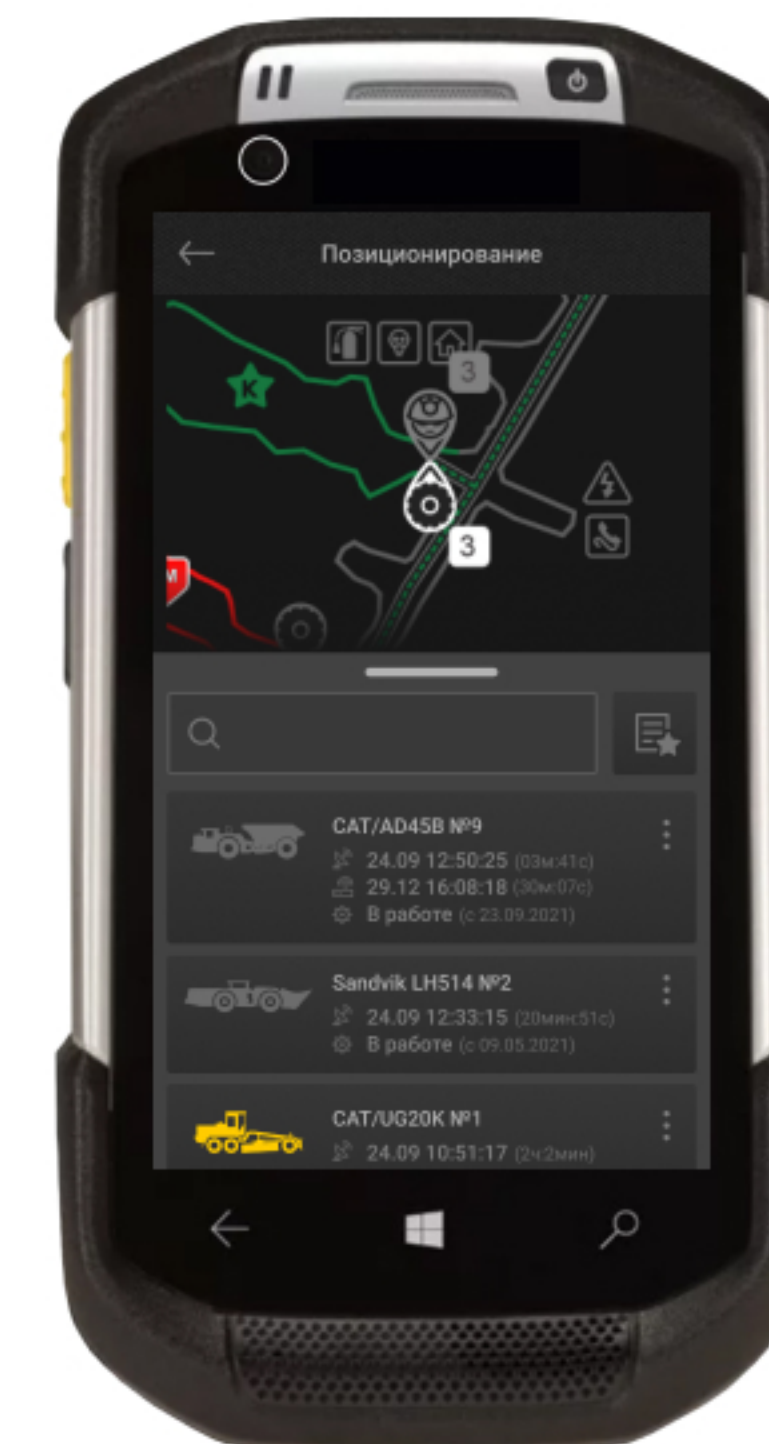 Позиционирование
3
K
3
M
CAT/AD45B №9
24.09 12:50:25 (03м:41с)
29.12 16:08:18 (30м:07с)
В работе (с 23.09.2021)
Sandvik LH514 №2
24.09 12:33:15 (20мин:51с)
В работе (с 09.05.2021)
CAT/UG20K №1
24.09 10:51:17 (2ч:2мин)